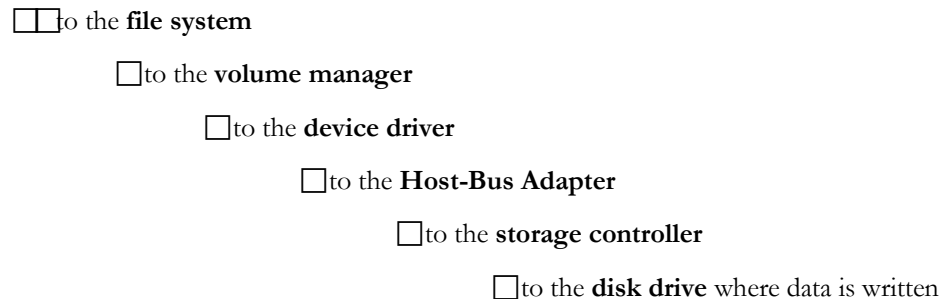 □□to the file system
□to the volume manager
□to the device driver
□to the Host-Bus Adapter
□to the storage controller
□to the disk drive where data is written